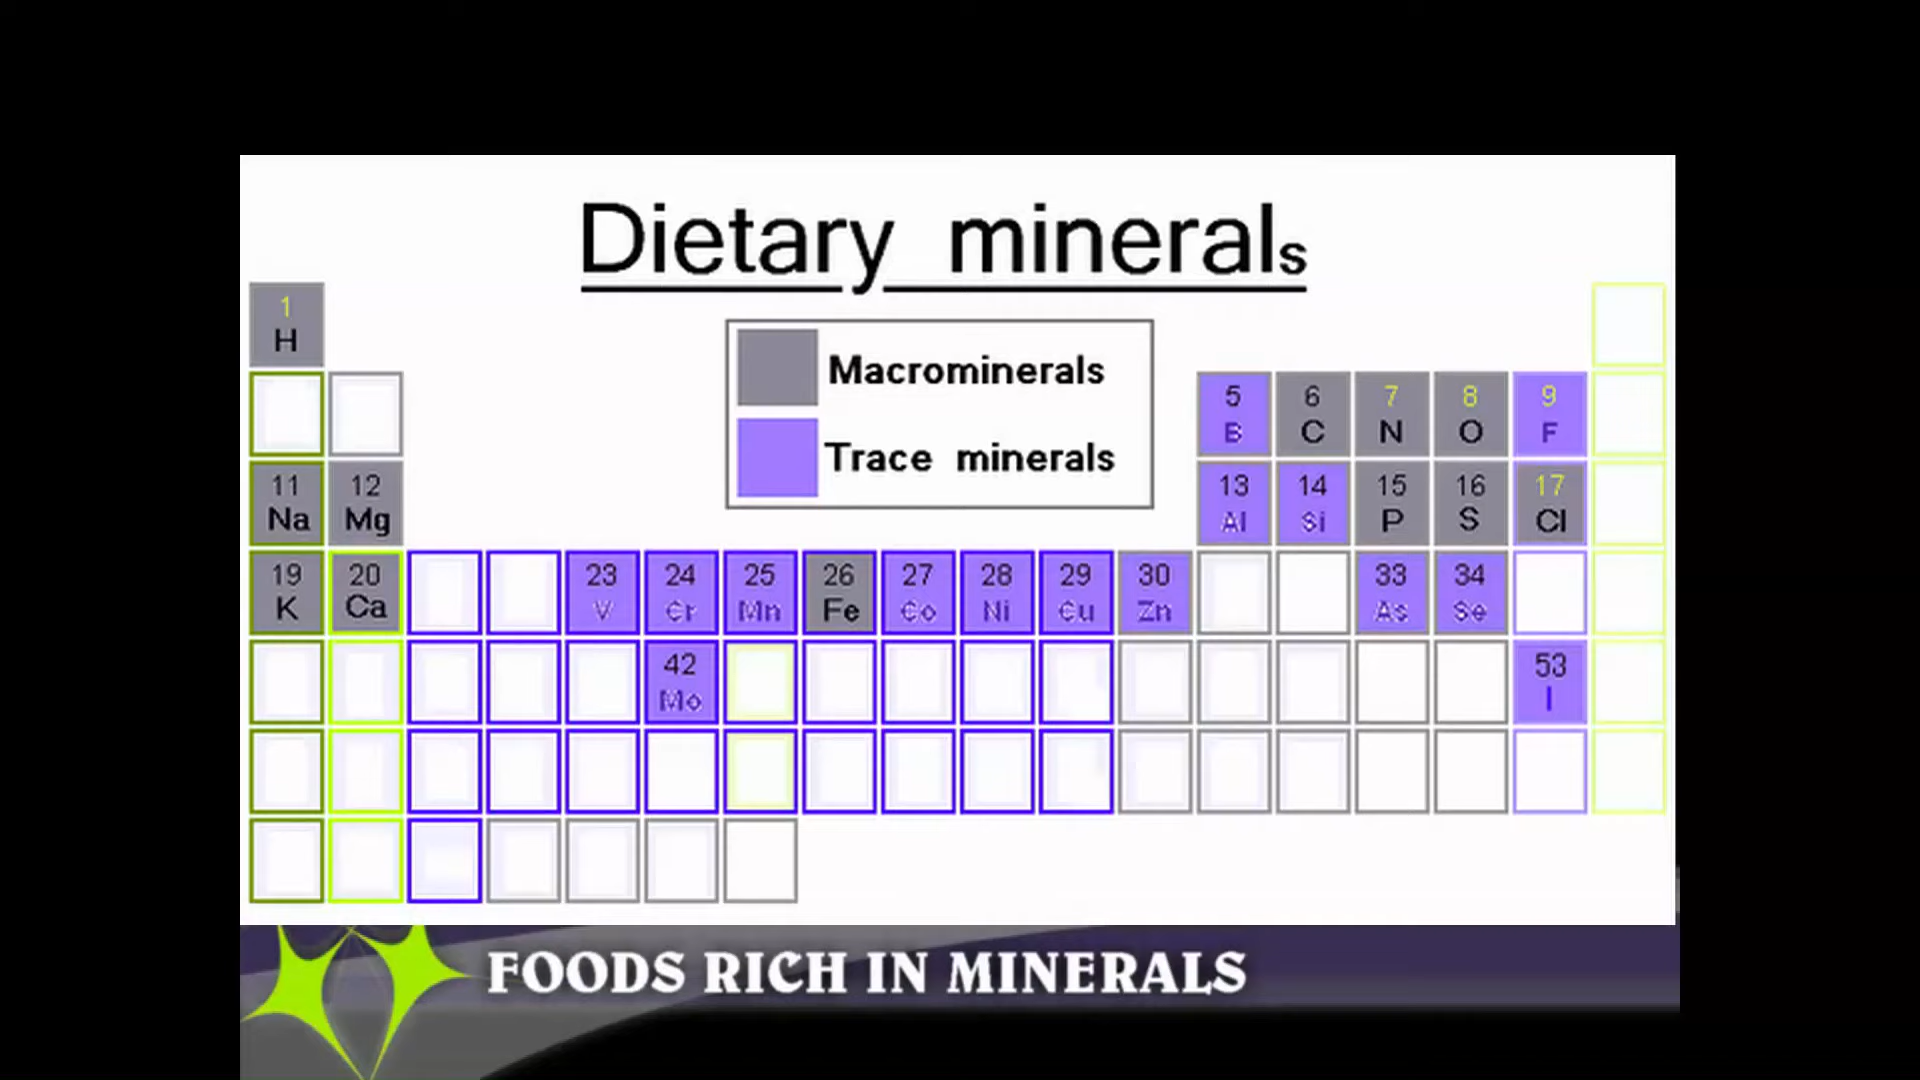 Dietary minerals
Macrominerals
Trace minerals
1
H
5 6 7 8 9
B C N O F
11 12 13 14 15 16 17
Na Mg Al Si P S Cl
19 20 23 24 25 26 27 28 29 30 33 34
K Ca V Cr Mn Fe Co Ni Cu Zn As Se
42 53
Mo I
FOODS RICH IN MINERALS